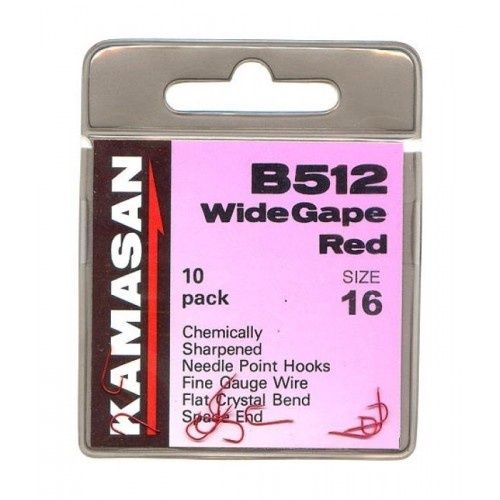 KAMASAN
B512
Wide Gape
Red
10
pack
SIZE
16
Chemically
Sharpened
Needle Point Hooks
Fine Gauge Wire
Flat Crystal Bend
Spade End